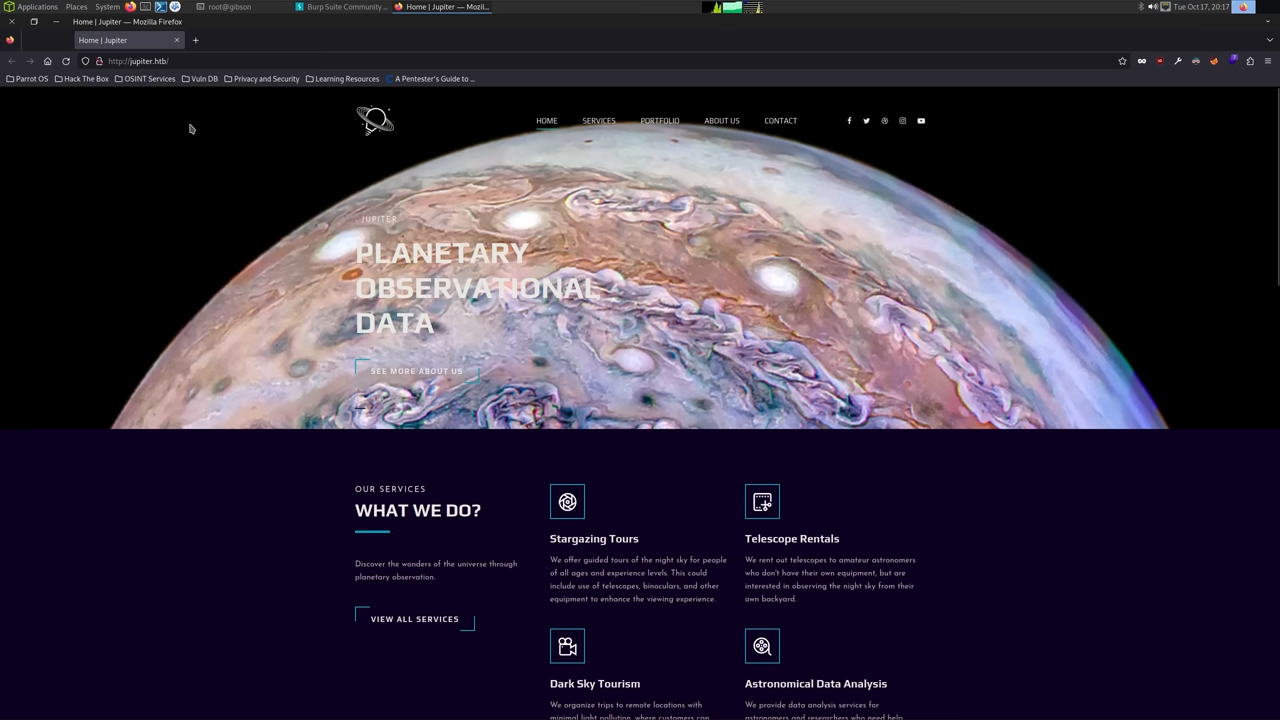 Applications Places System root@gibson Burp Suite Community ... Home | Jupiter — Mozil... Tue Oct 17, 20:17
Home | Jupiter — Mozilla Firefox
Home | Jupiter
http://jupiter.htb/
Parrot OS Hack The Box OSINT Services Vuln DB Privacy and Security Learning Resources A Pentester's Guide to ...
HOME SERVICES PORTFOLIO ABOUT US CONTACT
JUPITER
PLANETARY
OBSERVATIONAL
DATA
SEE MORE ABOUT US
OUR SERVICES
WHAT WE DO?
Discover the wonders of the universe through
planetary observation.
VIEW ALL SERVICES
Stargazing Tours
We offer guided tours of the night sky for people
of all ages and experience levels. This could
include use of telescopes, binoculars, and other
equipment to enhance the viewing experience.
Telescope Rentals
We rent out telescopes to amateur astronomers
who don't have their own equipment, but are
interested in observing the night sky from their
own backyard.
Dark Sky Tourism
We organize trips to remote locations with
minimal light pollution, where customers can
Astronomical Data Analysis
We provide data analysis services for
astronomers and researchers who need help